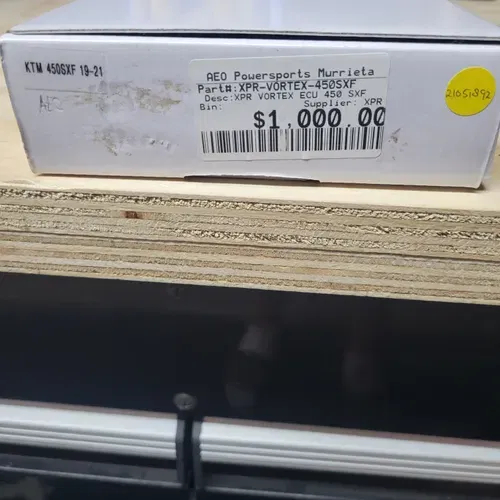 KTM 450SXF 19-21
AEO Powersports Murrieta
Part#:XPR-VORTEX-450SXF
Desc:XPR VORTEX ECU 450 SXF
Bin: Supplier: XPR
$1,000.00